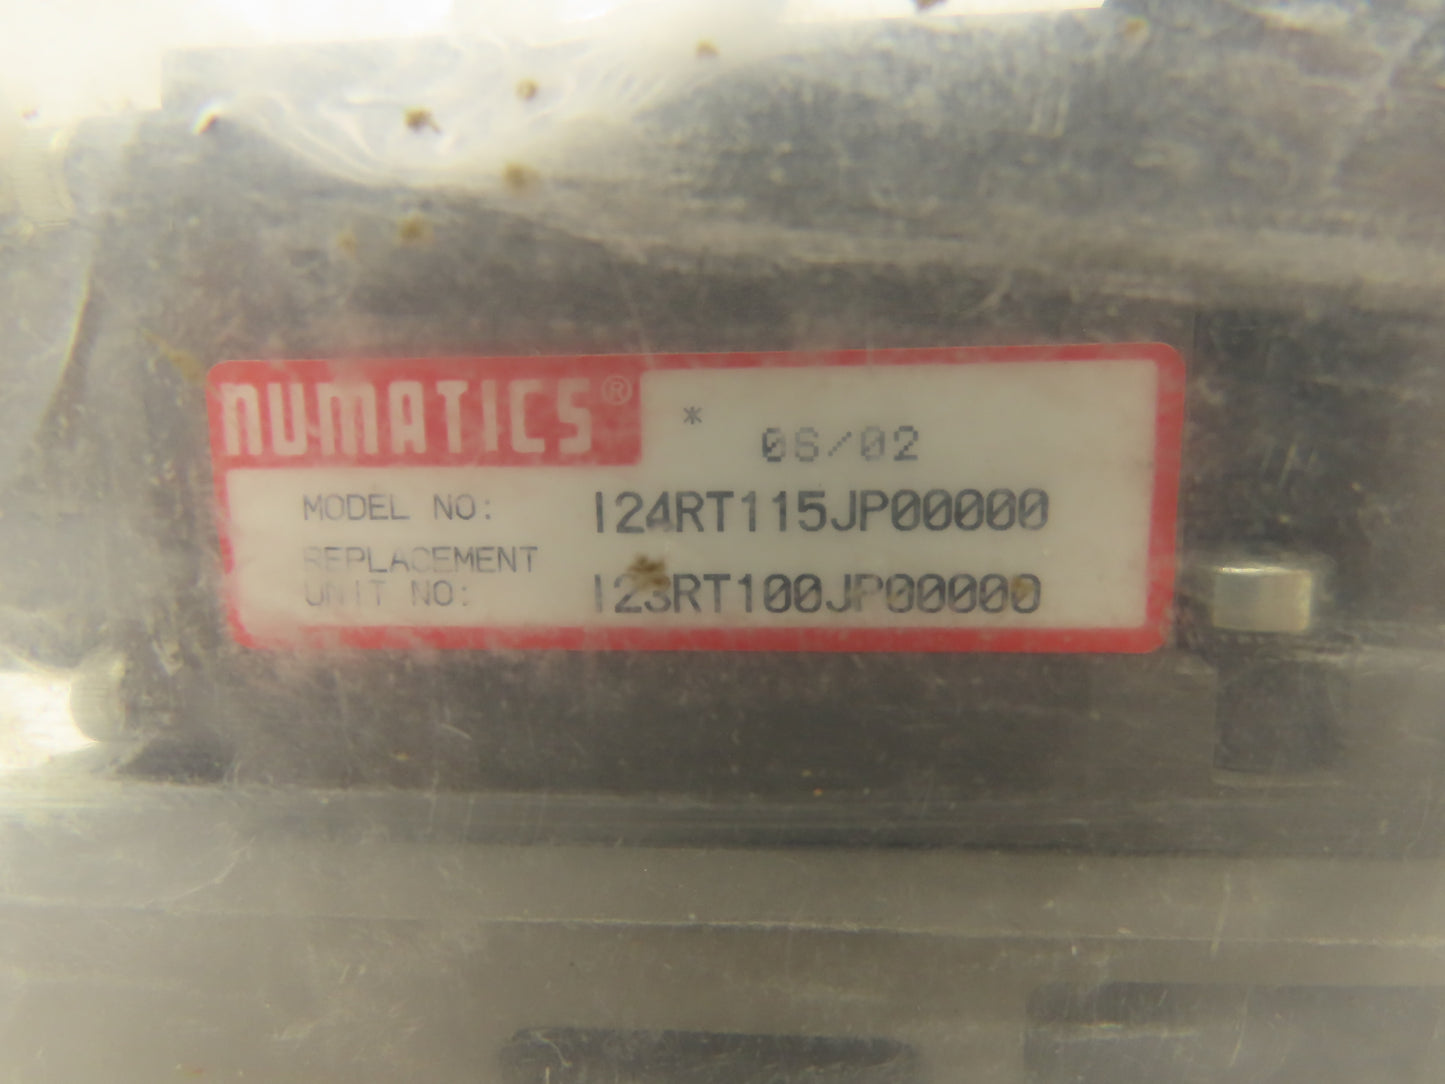 NUMATICS®
* 06/02
MODEL NO: I24RT115JP00000
REPLACEMENT
UNIT NO: I23RT100JP00000